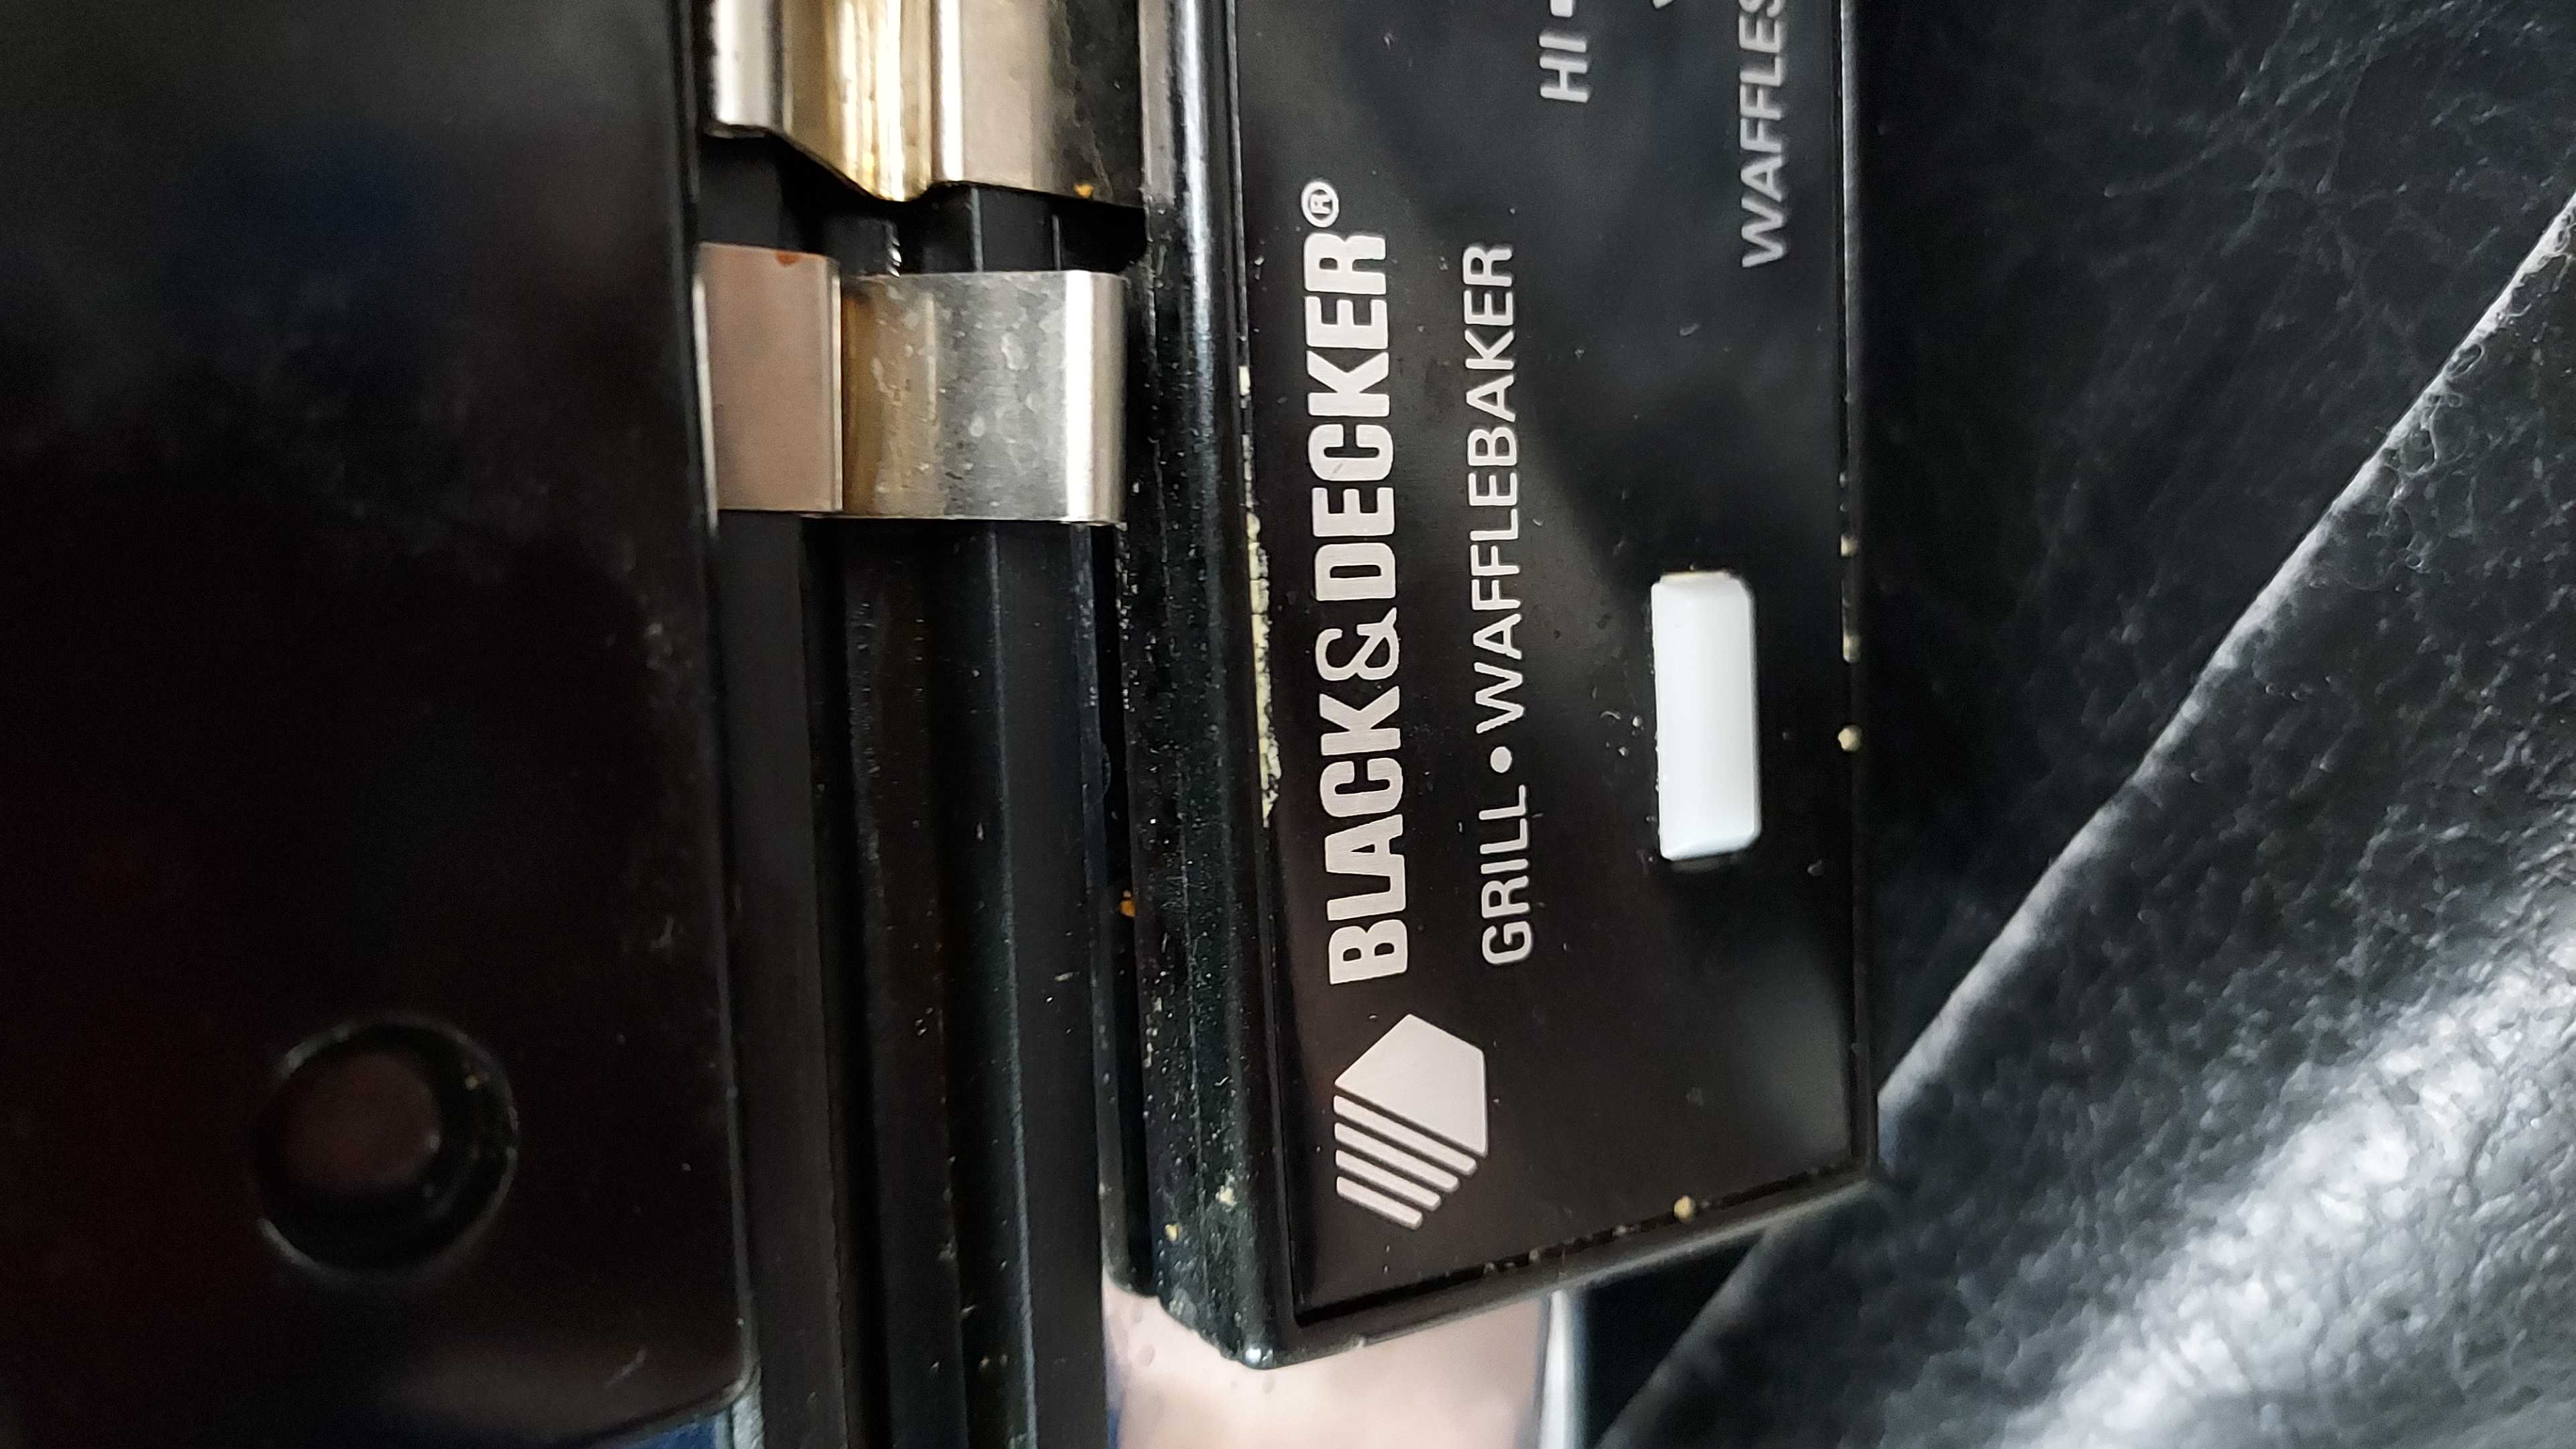 BLACK&DECKER®
GRILL • WAFFLEBAKER
HI
WAFFLES